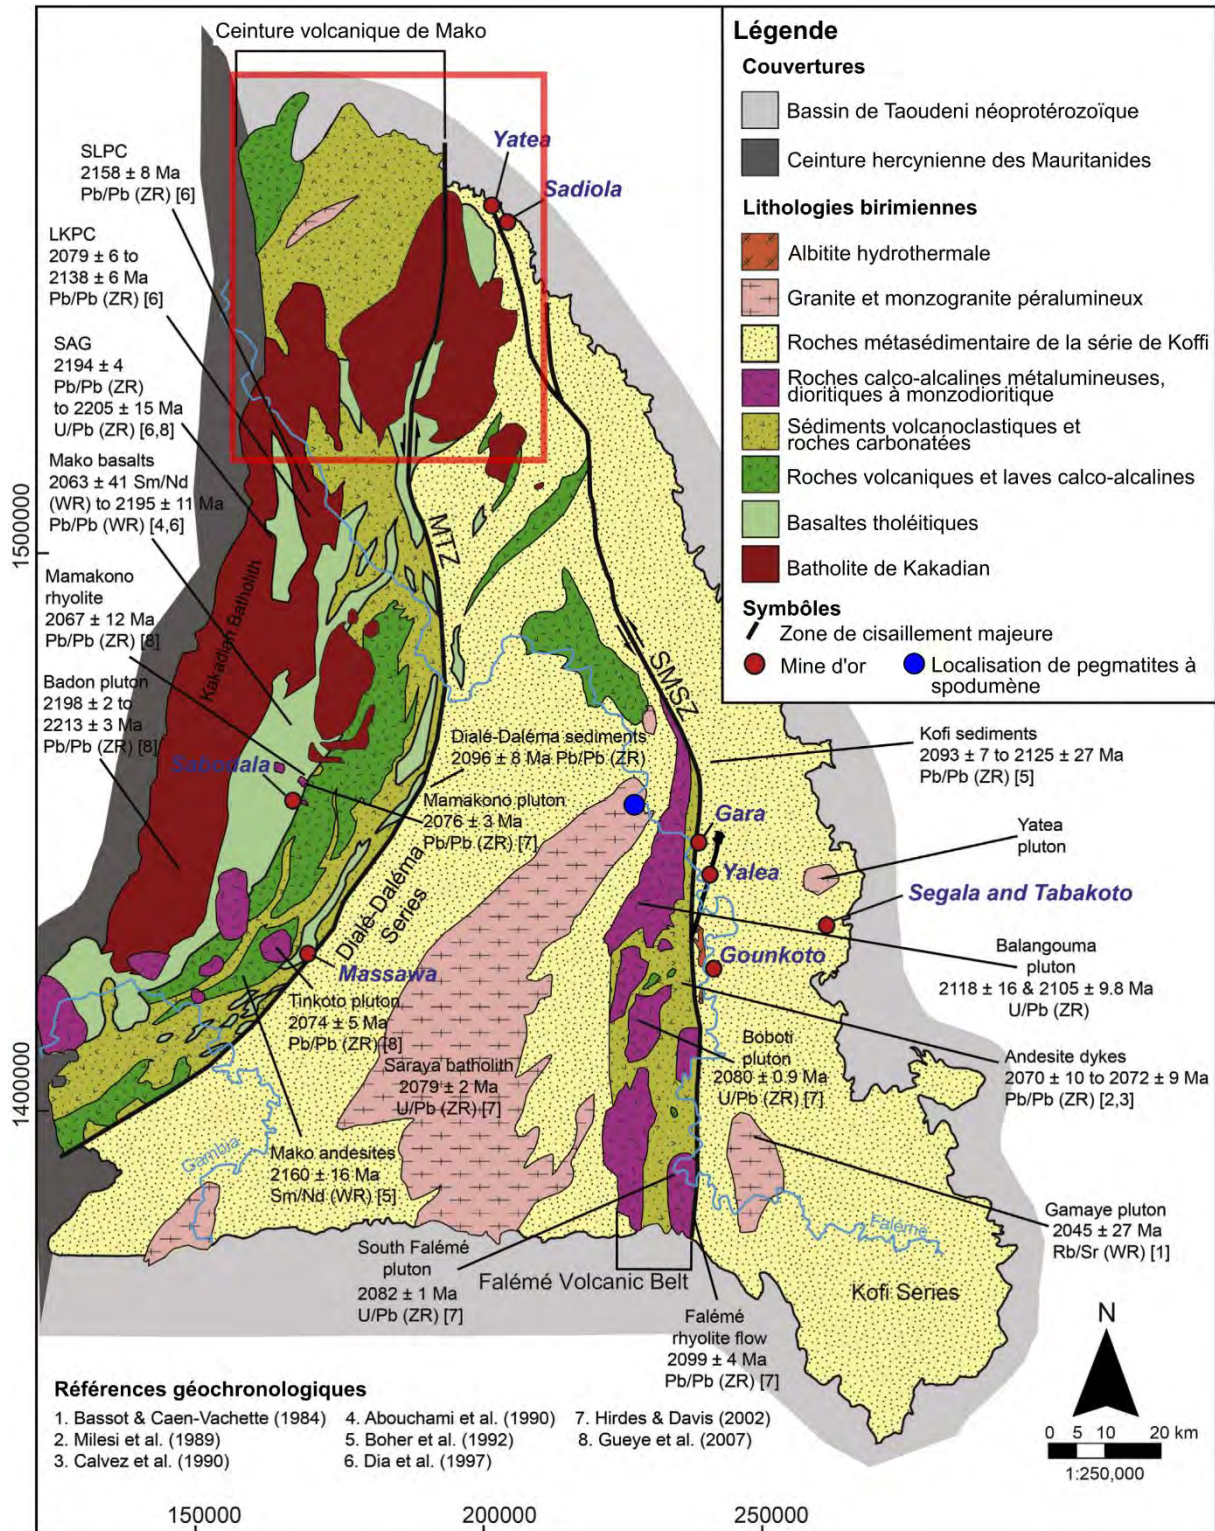 Ceinture volcanique de Mako
Légende
Couvertures
Bassin de Taoudeni néoprotérozoïque
Ceinture hercynienne des Mauritanides
Lithologies birimiennes
Albitite hydrothermale
Granite et monzogranite péralumineux
Roches métasédimentaire de la série de Koffi
Roches calco-alcalines métalumineuses,
dioritiques à monzodioritique
Sédiments volcanoclastiques et
roches carbonatées
Roches volcaniques et laves calco-alcalines
Basaltes tholéitiques
Batholite de Kakadian
Symbôles
Zone de cisaillement majeure
Mine d'or
Localisation de pegmatites à
spodumène
Yatea
Sadiola
SLPC
2158 ± 8 Ma
Pb/Pb (ZR) [6]
LKPC
2079 ± 6 to
2138 ± 6 Ma
Pb/Pb (ZR) [6]
SAG
2194 ± 4
Pb/Pb (ZR)
to 2205 ± 15 Ma
U/Pb (ZR) [6,8]
Mako basalts
2063 ± 41 Sm/Nd
(WR) to 2195 ± 11 Ma
Pb/Pb (WR) [4,6]
Mamakono
rhyolite
2067 ± 12 Ma
Pb/Pb (ZR) [8]
Badon pluton
2198 ± 2 to
2213 ± 3 Ma
Pb/Pb (ZR) [8]
Kakadian Batholith
MTZ
SMSZ
Sabodala
Dialé-Daléma sediments
2096 ± 8 Ma Pb/Pb (ZR)
Mamakono pluton
2076 ± 3 Ma
Pb/Pb (ZR) [7]
Kofi sediments
2093 ± 7 to 2125 ± 27 Ma
Pb/Pb (ZR) [5]
Gara
Yalea
Yatea
pluton
Segala and Tabakoto
Dialé-Daléma
Series
Massawa
Gounkoto
Balangouma
pluton
2118 ± 16 & 2105 ± 9.8 Ma
U/Pb (ZR)
Tinkoto pluton
2074 ± 5 Ma
Pb/Pb (ZR) [8]
Saraya batholith
2079 ± 2 Ma
U/Pb (ZR) [7]
Boboti
pluton
2080 ± 0.9 Ma
U/Pb (ZR) [7]
Andesite dykes
2070 ± 10 to 2072 ± 9 Ma
Pb/Pb (ZR) [2,3]
Gambia
Mako andesites
2160 ± 16 Ma
Sm/Nd (WR) [5]
Falémé
Gamaye pluton
2045 ± 27 Ma
Rb/Sr (WR) [1]
South Falémé
pluton
2082 ± 1 Ma
U/Pb (ZR) [7]
Falémé Volcanic Belt
Kofi Series
Falémé
rhyolite flow
2099 ± 4 Ma
Pb/Pb (ZR) [7]
N
0 5 10 15 20 km
1:250,000
Références géochronologiques
1. Bassot & Caen-Vachette (1984) 4. Abouchami et al. (1990) 7. Hirdes & Davis (2002)
2. Milesi et al. (1989) 5. Boher et al. (1992) 8. Gueye et al. (2007)
3. Calvez et al. (1990) 6. Dia et al. (1997)
1500000
1400000
150000 200000 250000